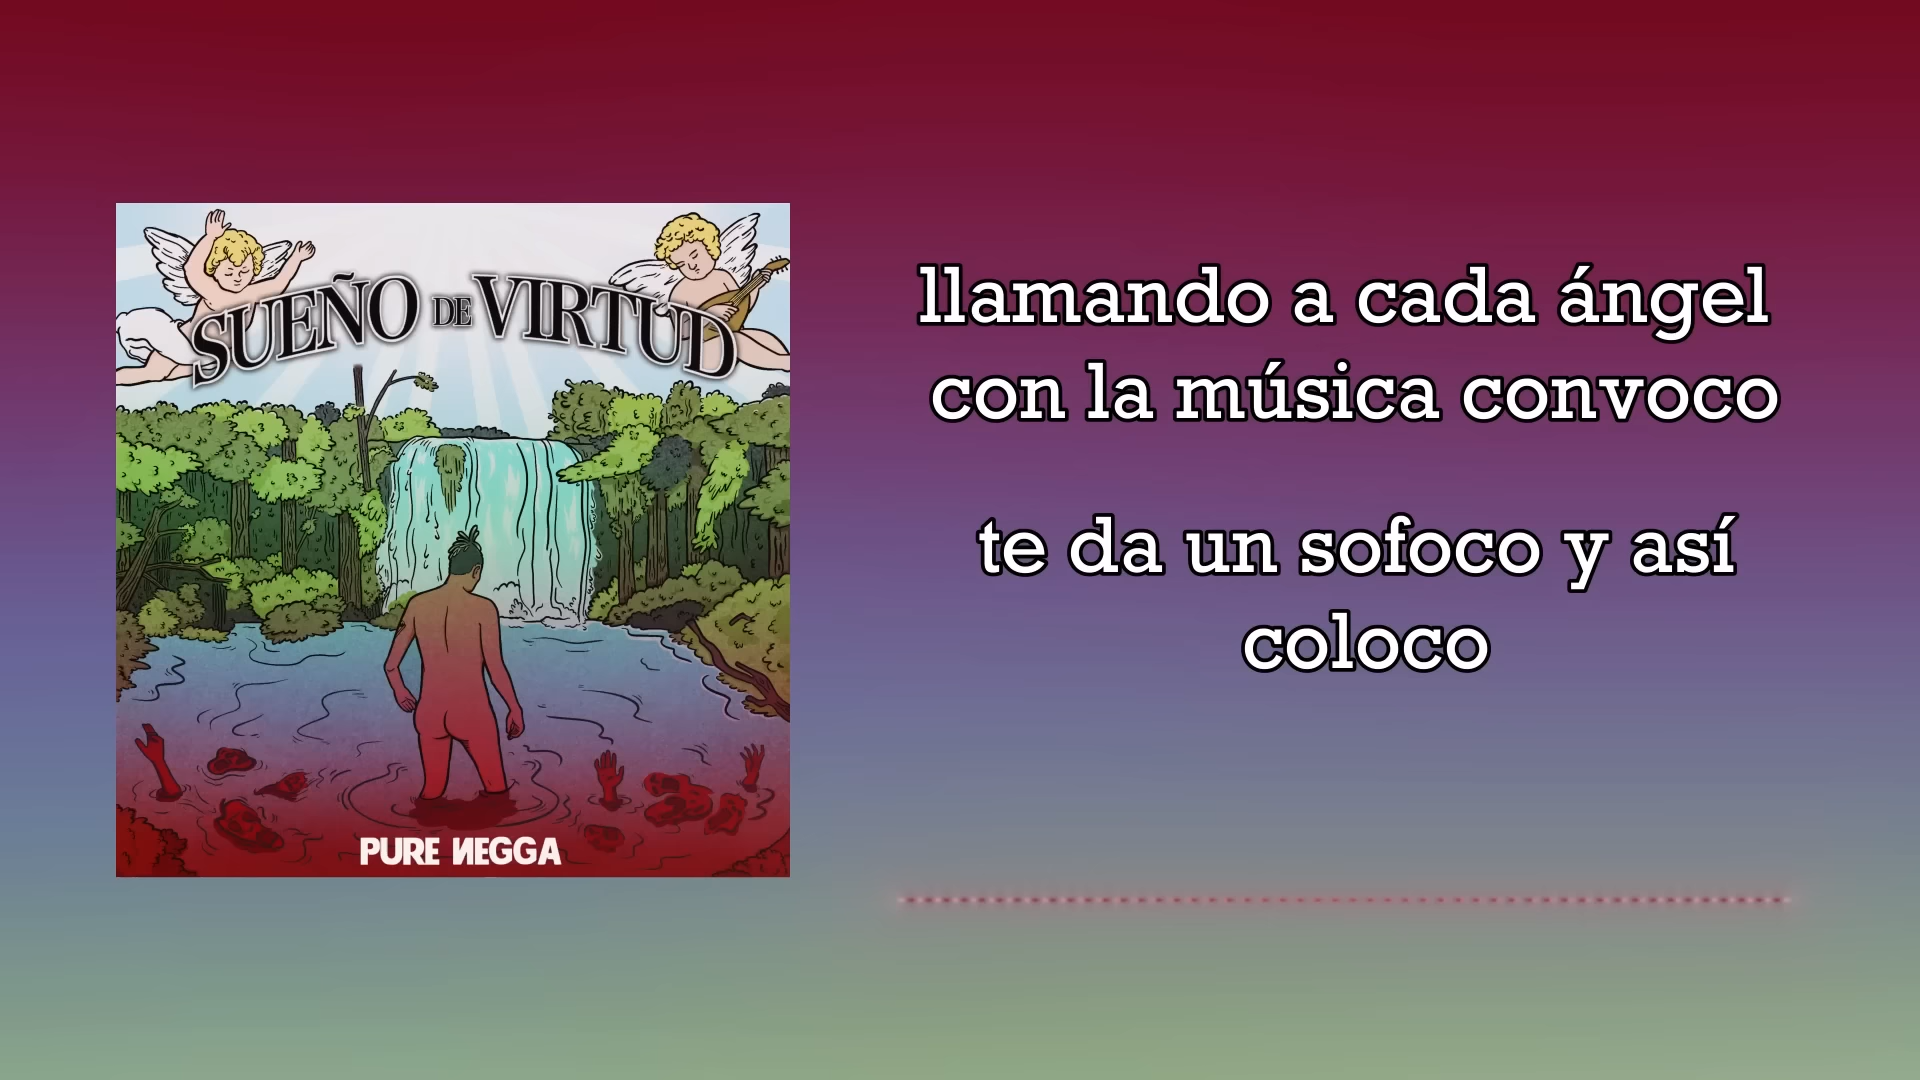 SUEÑO DE VIRTUD
PURE NEGGA
llamando a cada ángel
con la música convoco
te da un sofoco y así
coloco